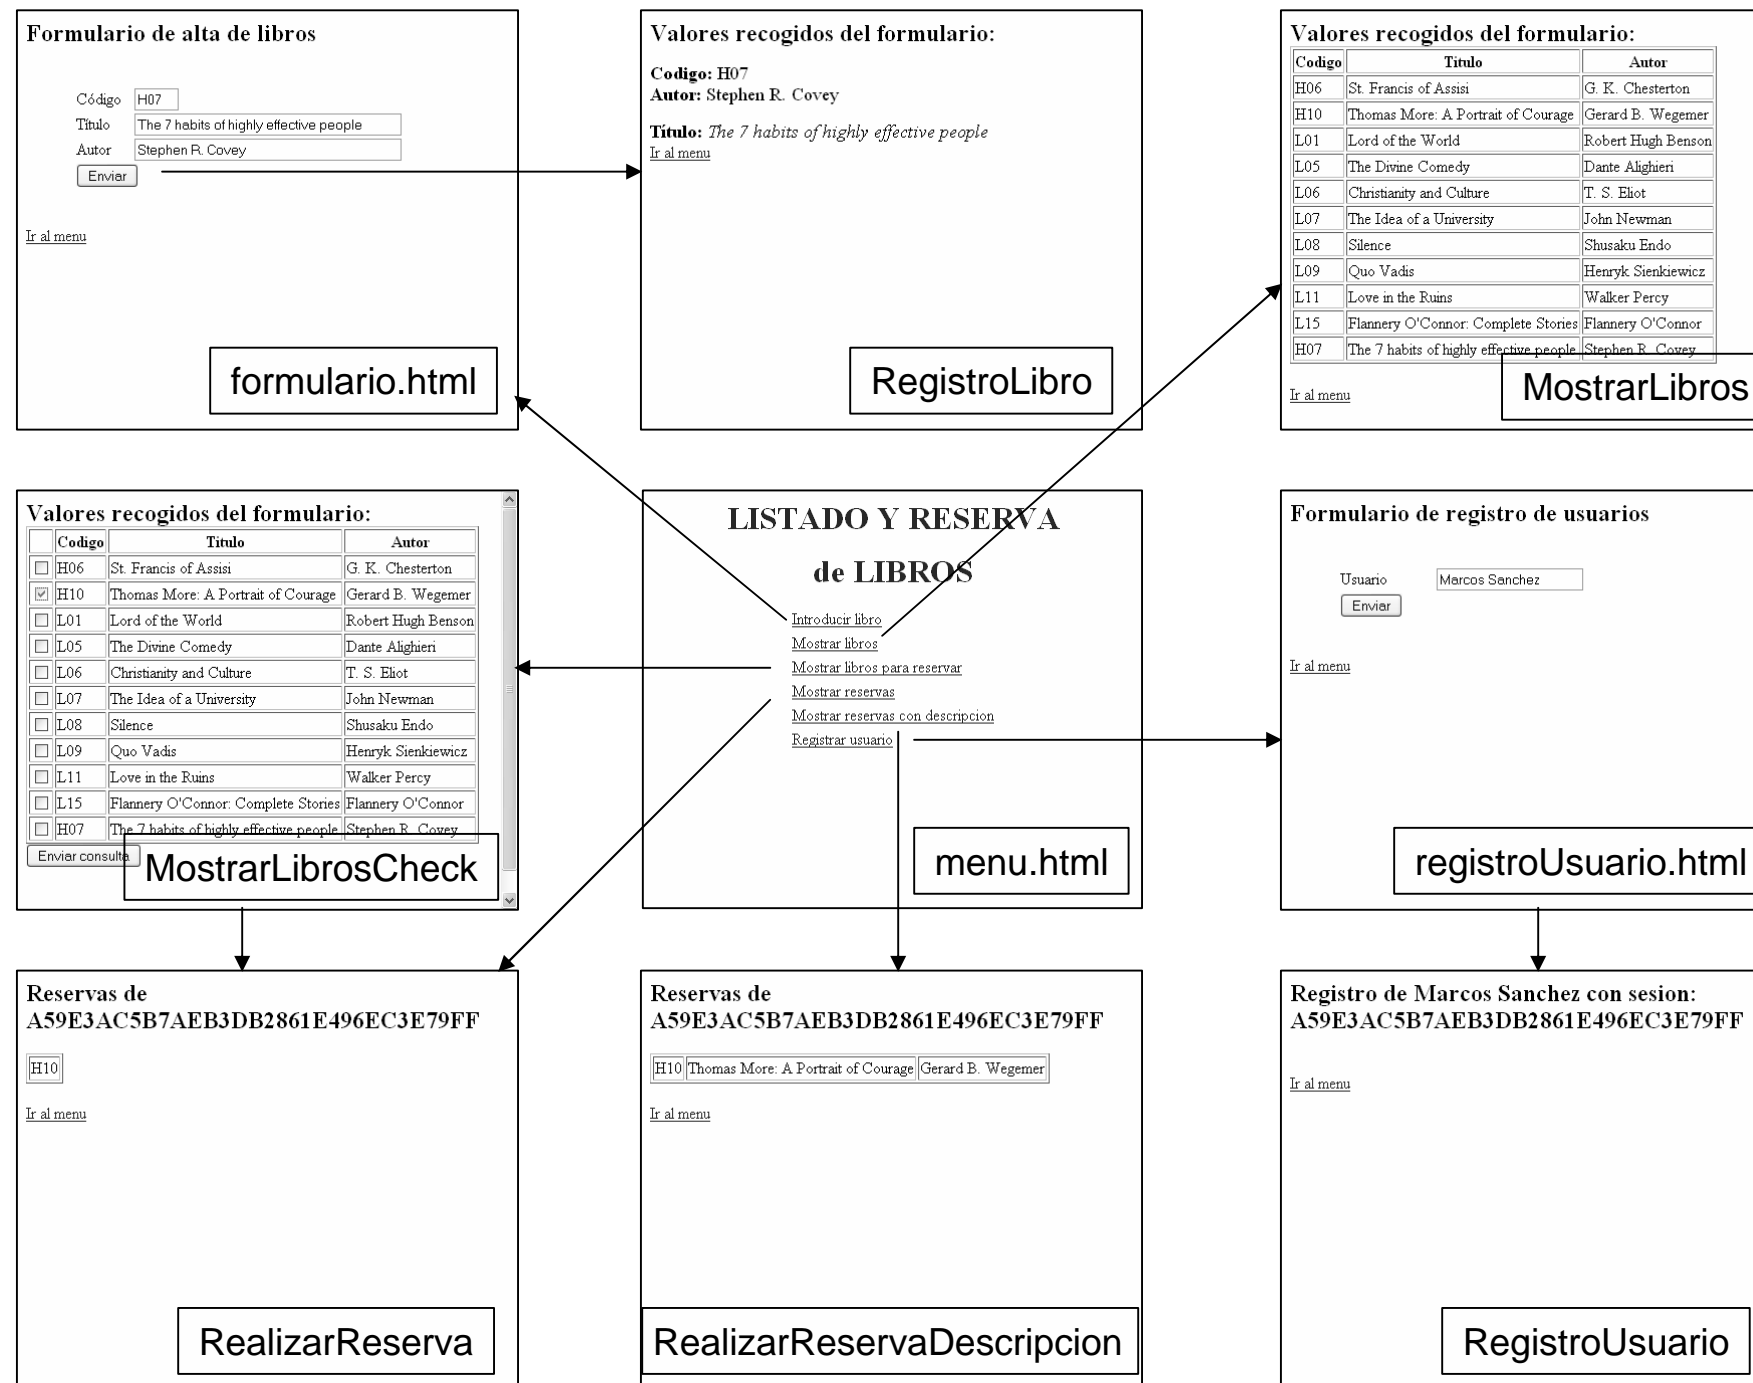 Formulario de alta de libros
Código H07
Título The 7 habits of highly effective people
Autor Stephen R. Covey
Enviar
Ir al menu
formulario.html
Valores recogidos del formulario:
Codigo: H07
Autor: Stephen R. Covey
Título: The 7 habits of highly effective people
Ir al menu
RegistroLibro
Valores recogidos del formulario:
Codigo Titulo Autor
H06 St. Francis of Assisi G. K. Chesterton
H10 Thomas More: A Portrait of Courage Gerard B. Wegemer
L01 Lord of the World Robert Hugh Benson
L05 The Divine Comedy Dante Alighieri
L06 Christianity and Culture T. S. Eliot
L07 The Idea of a University John Newman
L08 Silence Shusaku Endo
L09 Quo Vadis Henryk Sienkiewicz
L11 Love in the Ruins Walker Percy
L15 Flannery O'Connor: Complete Stories Flannery O'Connor
H07 The 7 habits of highly effective people Stephen R. Covey
Ir al menu
MostrarLibros
Valores recogidos del formulario:
Codigo Titulo Autor
H06 St. Francis of Assisi G. K. Chesterton
H10 Thomas More: A Portrait of Courage Gerard B. Wegemer
L01 Lord of the World Robert Hugh Benson
L05 The Divine Comedy Dante Alighieri
L06 Christianity and Culture T. S. Eliot
L07 The Idea of a University John Newman
L08 Silence Shusaku Endo
L09 Quo Vadis Henryk Sienkiewicz
L11 Love in the Ruins Walker Percy
L15 Flannery O'Connor: Complete Stories Flannery O'Connor
H07 The 7 habits of highly effective people Stephen R. Covey
Enviar consulta
MostrarLibrosCheck
LISTADO Y RESERVA
de LIBROS
Introducir libro
Mostrar libros
Mostrar libros para reservar
Mostrar reservas
Mostrar reservas con descripcion
Registrar usuario
menu.html
Formulario de registro de usuarios
Usuario Marcos Sanchez
Enviar
Ir al menu
registroUsuario.html
Reservas de
A59E3AC5B7AEB3DB2861E496EC3E79FF
H10
Ir al menu
RealizarReserva
Reservas de
A59E3AC5B7AEB3DB2861E496EC3E79FF
H10 Thomas More: A Portrait of Courage Gerard B. Wegemer
Ir al menu
RealizarReservaDescripcion
Registro de Marcos Sanchez con sesion:
A59E3AC5B7AEB3DB2861E496EC3E79FF
Ir al menu
RegistroUsuario